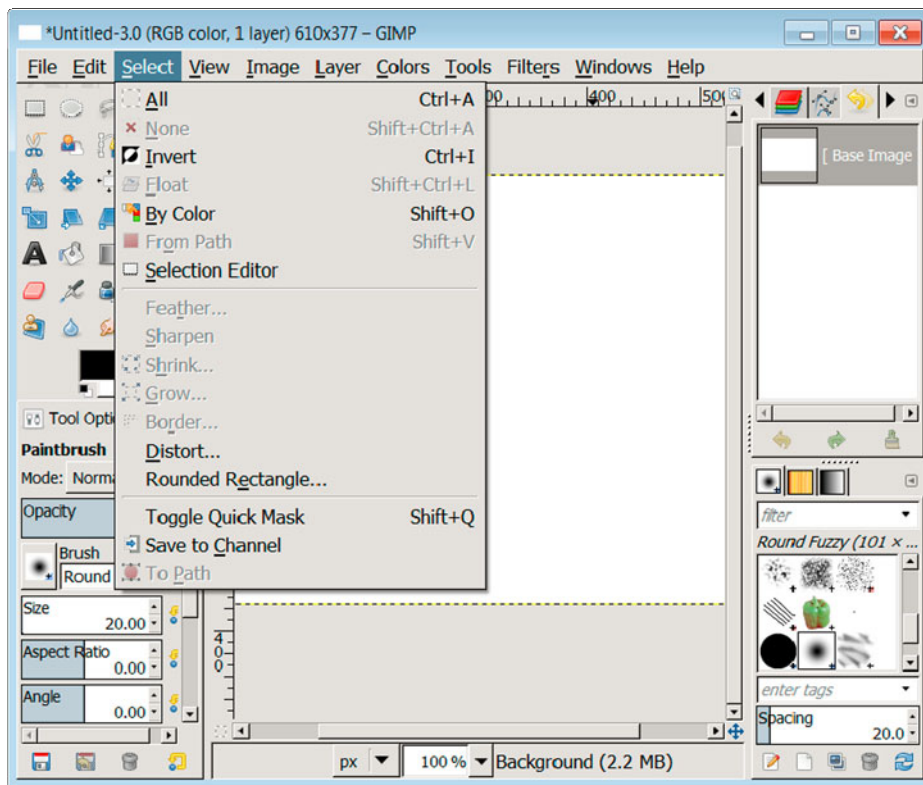 *Untitled-3.0 (RGB color, 1 layer) 610x377 – GIMP
File Edit Select View Image Layer Colors Tools Filters Windows Help
All Ctrl+A
None Shift+Ctrl+A
Invert Ctrl+I
Float Shift+Ctrl+L
By Color Shift+O
From Path Shift+V
Selection Editor
Feather...
Sharpen
Shrink...
Grow...
Border...
Distort...
Rounded Rectangle...
Toggle Quick Mask Shift+Q
Save to Channel
To Path
400
[ Base Image
Tool Opti
Paintbrush
Mode: Norma
Opacity
Brush
Round
Size
20.00
Aspect Ratio
0.00
Angle
0.00
400
px 100 % Background (2.2 MB)
filter
Round Fuzzy (101 × ...
enter tags
Spacing
20.0